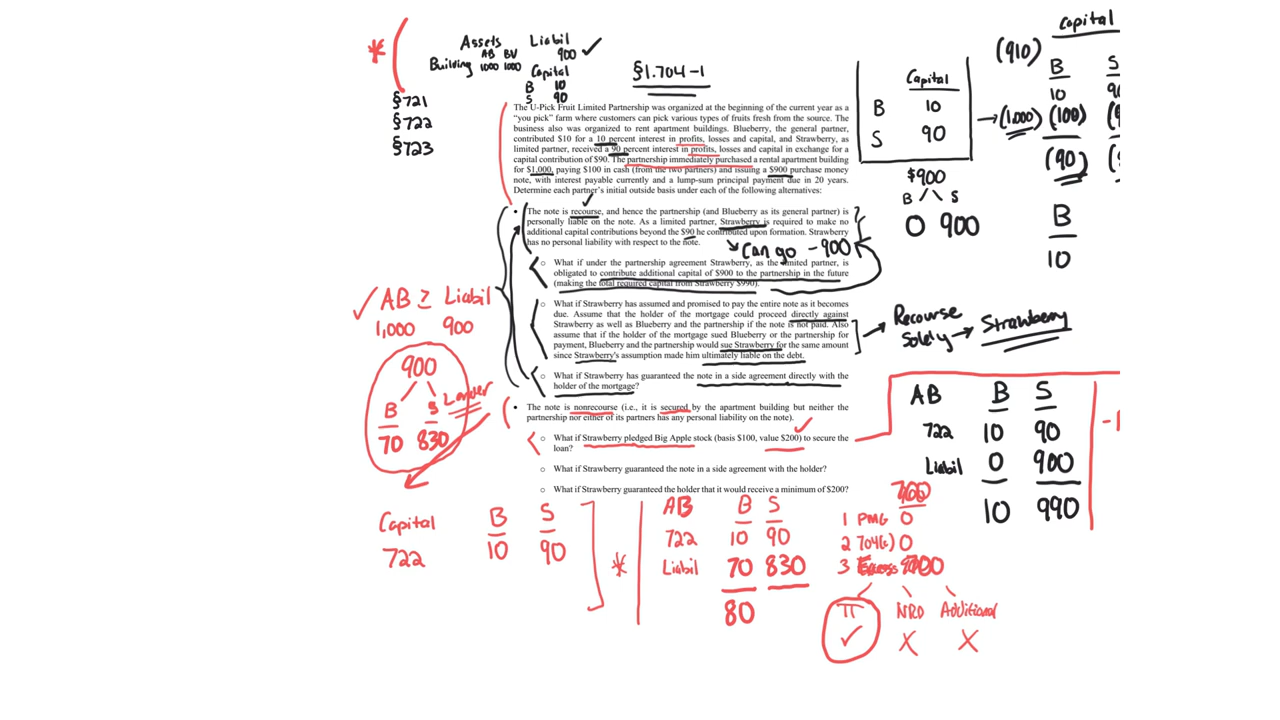 *
Assets Liabil
AB BV 900 ✓
Building 1000 1000 Capital
B 10
S 90
§721
§722
§723
§1.704-1
The U-Pick Fruit Limited Partnership was organized at the beginning of the current year as a
"you pick" farm where customers can pick various types of fruits fresh from the source. The
business also was organized to rent apartment buildings. Blueberry, the general partner,
contributed $10 for a 10 percent interest in profits, losses and capital, and Strawberry, as
limited partner, received a 90 percent interest in profits, losses and capital in exchange for a
capital contribution of $90. The partnership immediately purchased a rental apartment building
for $1,000, paying $100 in cash (from the two partners) and issuing a $900 purchase money
note, with interest payable currently and a lump-sum principal payment due in 20 years.
Determine each partner's initial outside basis under each of the following alternatives:
• The note is recourse, and hence the partnership (and Blueberry as its general partner) is
personally liable on the note. As a limited partner, Strawberry is required to make no
additional capital contributions beyond the $90 he contributed upon formation. Strawberry
has no personal liability with respect to the note.
Can go -900
o What if under the partnership agreement Strawberry, as the limited partner, is
obligated to contribute additional capital of $900 to the partnership in the future
(making the total required capital from Strawberry $990).
o What if Strawberry has assumed and promised to pay the entire note as it becomes
due. Assume that the holder of the mortgage could proceed directly against
Strawberry as well as Blueberry and the partnership if the note is not paid. Also
assume that if the holder of the mortgage sued Blueberry or the partnership for
payment, Blueberry and the partnership would sue Strawberry for the same amount
since Strawberry's assumption made him ultimately liable on the debt.
o What if Strawberry has guaranteed the note in a side agreement directly with the
holder of the mortgage?
• The note is nonrecourse (i.e., it is secured by the apartment building but neither the
partnership nor either of its partners has any personal liability on the note).
o What if Strawberry pledged Big Apple stock (basis $100, value $200) to secure the
loan?
o What if Strawberry guaranteed the note in a side agreement with the holder?
o What if Strawberry guaranteed the holder that it would receive a minimum of $200?
Capital
B 10
S 90
$900
B S
0 900
Capital
(910)
B S
10
(1,000) (100)
(90)
B
10
Recourse
Solely → Strawberry
✓ AB ≥ Liabil
1,000 900
900
B S Lender
70 830
AB B S
722 10 90
Liabil 0 900
10 990
Capital B S
722 10 90
*
AB B S
722 10 90
Liabil 70 830
80
700
1 PMG 0
2 704(c) 0
3 Excess 700
π NRD Additional
✓ X X